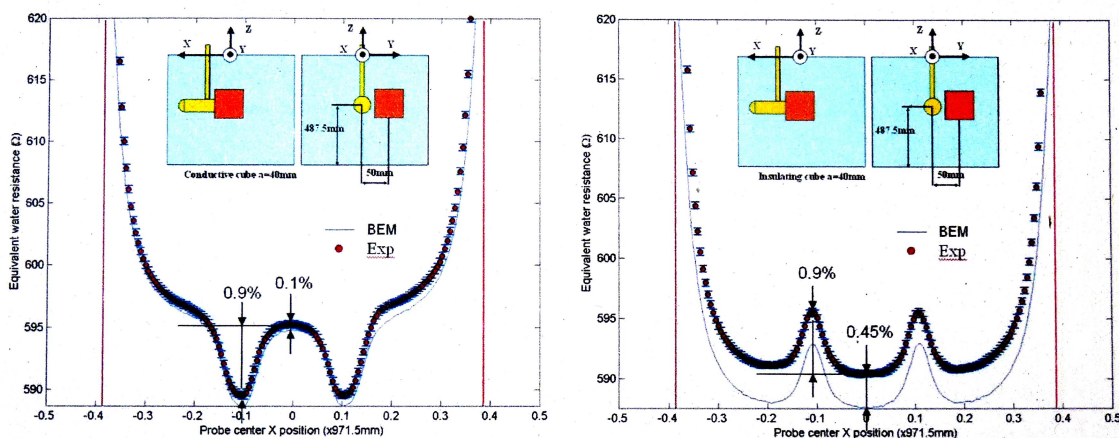 620
615
610
605
600
595
590
-0.5
-0.4
-0.3
-0.2
-0.1
0
0.1
0.2
0.3
0.4
0.5
Equivalent water resistance (Ω)
Probe center X position (x971.5mm)
Z
X
Y
Z
X
Y
487.5mm
50mm
Conductive cube a=40mm
BEM
Exp
0.9%
0.1%
620
615
610
605
600
595
590
-0.5
-0.4
-0.3
-0.2
-0.1
0
0.1
0.2
0.3
0.4
0.5
Equivalent water resistance (Ω)
Probe center X position (x971.5mm)
Z
X
Y
Z
X
Y
487.5mm
50mm
Insulating cube a=40mm
BEM
Exp
0.9%
0.45%